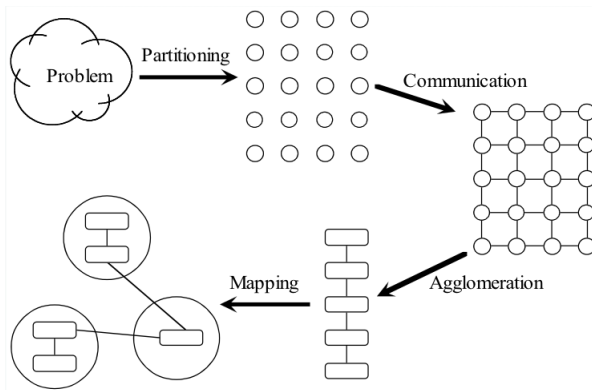 Problem
Partitioning
Communication
Agglomeration
Mapping